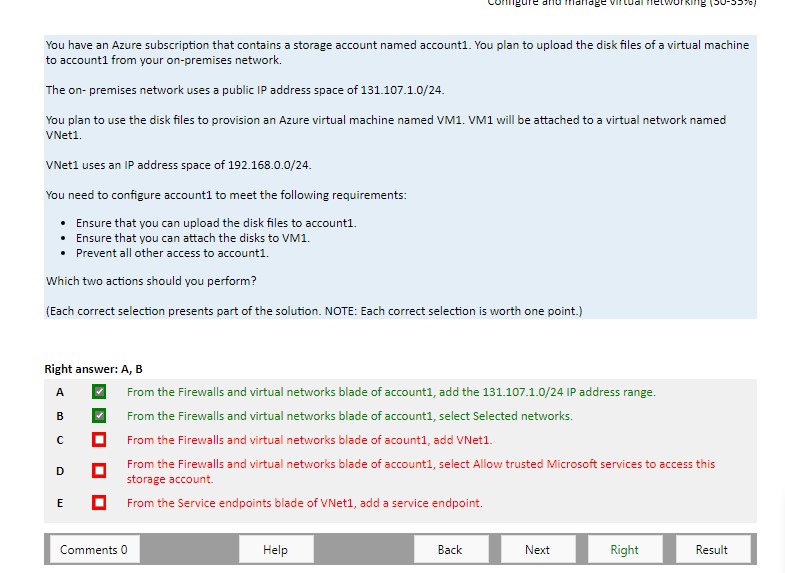 Configure and manage virtual networking (30-35%)
You have an Azure subscription that contains a storage account named account1. You plan to upload the disk files of a virtual machine
to account1 from your on-premises network.
The on- premises network uses a public IP address space of 131.107.1.0/24.
You plan to use the disk files to provision an Azure virtual machine named VM1. VM1 will be attached to a virtual network named
VNet1.
VNet1 uses an IP address space of 192.168.0.0/24.
You need to configure account1 to meet the following requirements:
• Ensure that you can upload the disk files to account1.
• Ensure that you can attach the disks to VM1.
• Prevent all other access to account1.
Which two actions should you perform?
(Each correct selection presents part of the solution. NOTE: Each correct selection is worth one point.)
Right answer: A, B
A From the Firewalls and virtual networks blade of account1, add the 131.107.1.0/24 IP address range.
B From the Firewalls and virtual networks blade of account1, select Selected networks.
C From the Firewalls and virtual networks blade of acount1, add VNet1.
D From the Firewalls and virtual networks blade of account1, select Allow trusted Microsoft services to access this
storage account.
E From the Service endpoints blade of VNet1, add a service endpoint.
Comments 0 Help Back Next Right Result